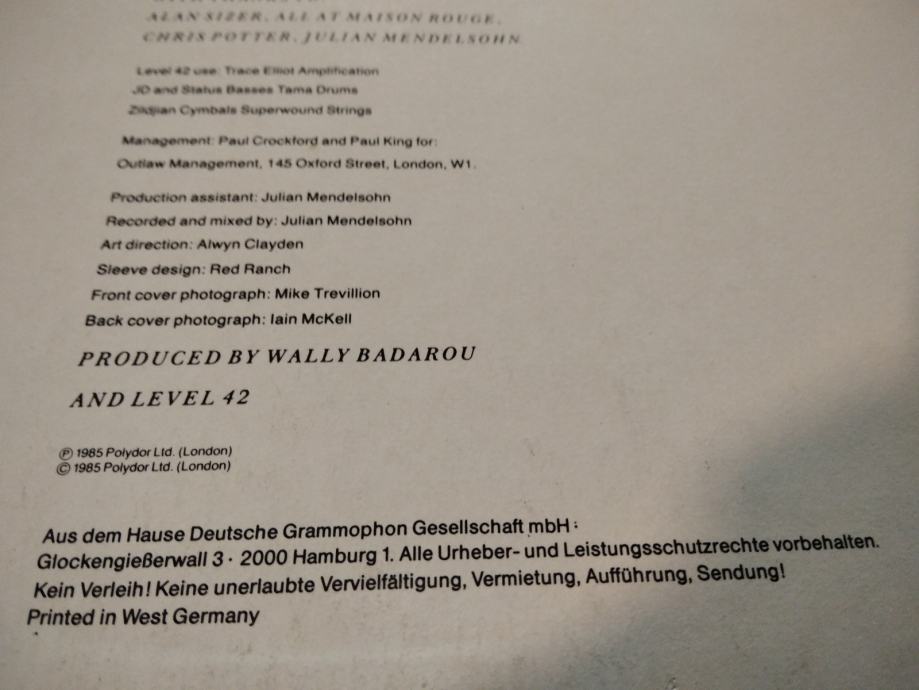 ALAN SIZER, ALL AT MAISON ROUGE,
CHRIS POTTER, JULIAN MENDELSOHN.
Level 42 use: Trace Elliot Amplification
JD and Status Basses Tama Drums
Zildjian Cymbals Superwound Strings
Management: Paul Crockford and Paul King for:
Outlaw Management, 145 Oxford Street, London, W1.
Production assistant: Julian Mendelsohn
Recorded and mixed by: Julian Mendelsohn
Art direction: Alwyn Clayden
Sleeve design: Red Ranch
Front cover photograph: Mike Trevillion
Back cover photograph: Iain McKell
PRODUCED BY WALLY BADAROU
AND LEVEL 42
Ⓟ 1985 Polydor Ltd. (London)
© 1985 Polydor Ltd. (London)
Aus dem Hause Deutsche Grammophon Gesellschaft mbH:
Glockengießerwall 3 · 2000 Hamburg 1. Alle Urheber- und Leistungsschutzrechte vorbehalten.
Kein Verleih! Keine unerlaubte Vervielfältigung, Vermietung, Aufführung, Sendung!
Printed in West Germany